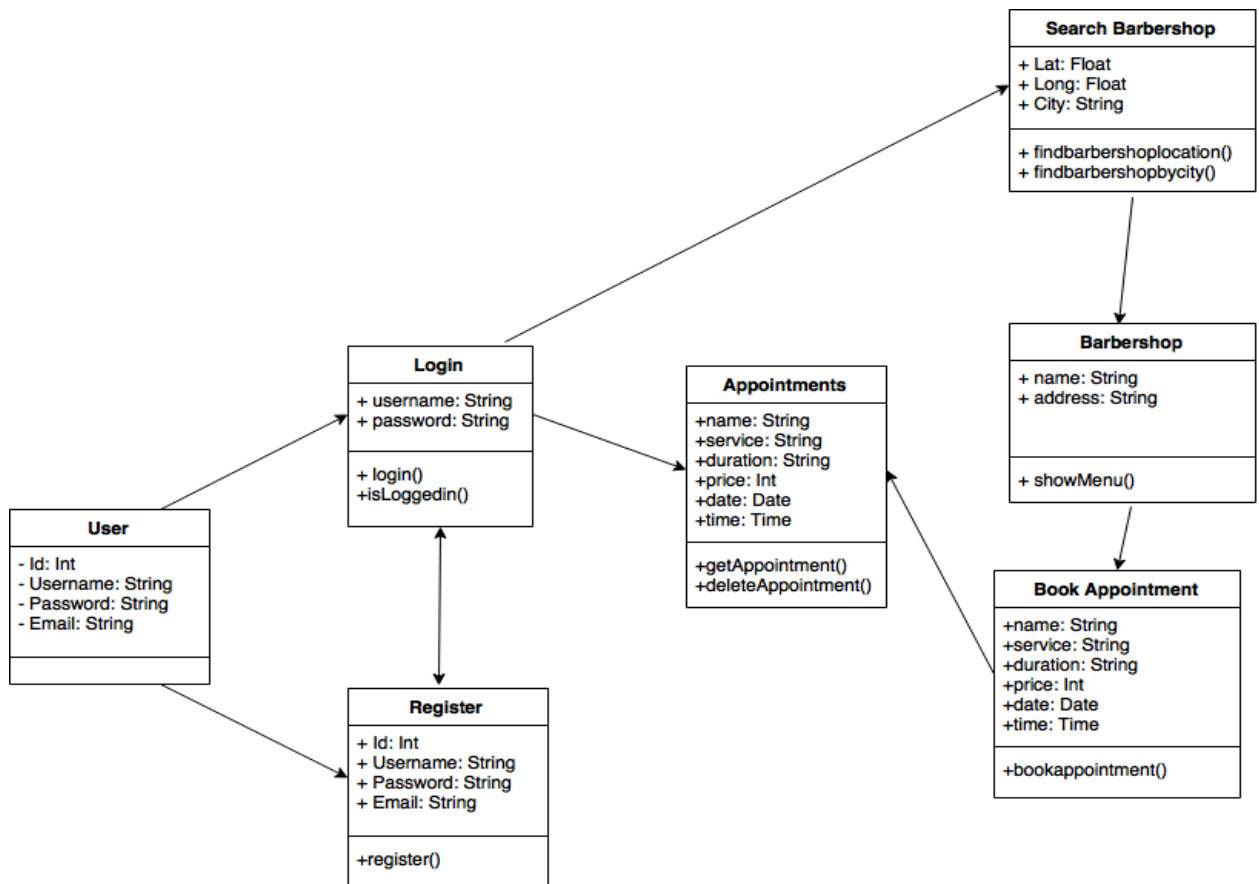 Search Barbershop
+ Lat: Float
+ Long: Float
+ City: String
+ findbarbershoplocation()
+ findbarbershopbycity()
Login
+ username: String
+ password: String
+ login()
+isLoggedin()
Appointments
+name: String
+service: String
+duration: String
+price: Int
+date: Date
+time: Time
+getAppointment()
+deleteAppointment()
Barbershop
+ name: String
+ address: String
+ showMenu()
User
- Id: Int
- Username: String
- Password: String
- Email: String
Book Appointment
+name: String
+service: String
+duration: String
+price: Int
+date: Date
+time: Time
+bookappointment()
Register
+ Id: Int
+ Username: String
+ Password: String
+ Email: String
+register()